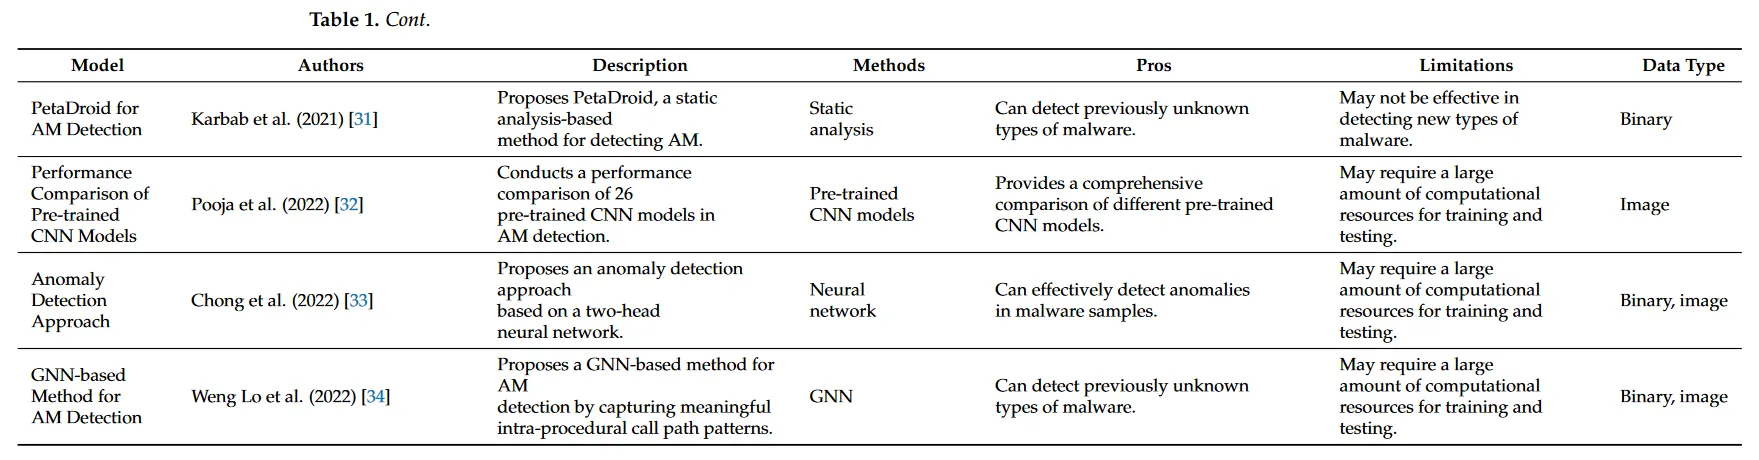 Table 1. Cont.
Model Authors Description Methods Pros Limitations Data Type
PetaDroid for
AM Detection
Karbab et al. (2021) [31]
Proposes PetaDroid, a static
analysis-based
method for detecting AM.
Static
analysis
Can detect previously unknown
types of malware.
May not be effective in
detecting new types of
malware.
Binary
Performance
Comparison of
Pre-trained
CNN Models
Pooja et al. (2022) [32]
Conducts a performance
comparison of 26
pre-trained CNN models in
AM detection.
Pre-trained
CNN models
Provides a comprehensive
comparison of different pre-trained
CNN models.
May require a large
amount of computational
resources for training and
testing.
Image
Anomaly
Detection
Approach
Chong et al. (2022) [33]
Proposes an anomaly detection
approach
based on a two-head
neural network.
Neural
network
Can effectively detect anomalies
in malware samples.
May require a large
amount of computational
resources for training and
testing.
Binary, image
GNN-based
Method for
AM Detection
Weng Lo et al. (2022) [34]
Proposes a GNN-based method for
AM
detection by capturing meaningful
intra-procedural call path patterns.
GNN
Can detect previously unknown
types of malware.
May require a large
amount of computational
resources for training and
testing.
Binary, image